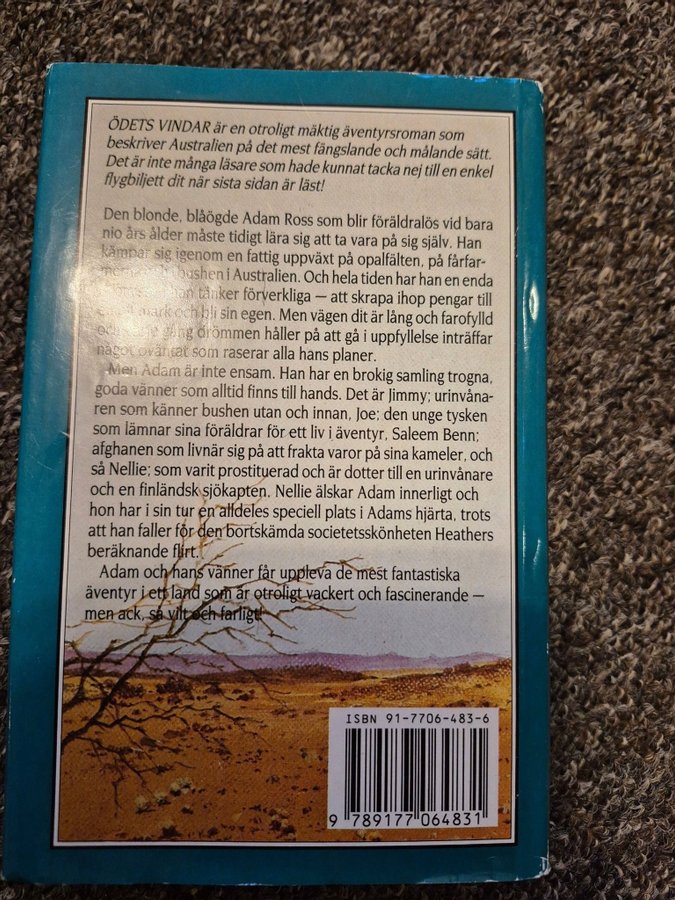 ÖDETS VINDAR är en otroligt mäktig äventyrsroman som
beskriver Australien på det mest fängslande och målande sätt.
Det är inte många läsare som hade kunnat tacka nej till en enkel
flygbiljett dit när sista sidan är läst!
Den blonde, blåögde Adam Ross som blir föräldralös vid bara
nio års ålder måste tidigt lära sig att ta vara på sig själv. Han
kämpar sig igenom en fattig uppväxt på opalfälten, på fårfar-
bushen i Australien. Och hela tiden har han en enda
han tänker förverkliga — att skrapa ihop pengar till
mark och bli sin egen. Men vägen dit är lång och farofylld
och gång drömmen håller på att gå i uppfyllelse inträffar
något oväntat som raserar alla hans planer.
Men Adam är inte ensam. Han har en brokig samling trogna,
goda vänner som alltid finns till hands. Det är Jimmy; urinvåna-
ren som känner bushen utan och innan, Joe; den unge tysken
som lämnar sina föräldrar för ett liv i äventyr, Saleem Benn;
afghanen som livnär sig på att frakta varor på sina kameler, och
så Nellie; som varit prostituerad och är dotter till en urinvånare
och en finländsk sjökapten. Nellie älskar Adam innerligt och
hon har i sin tur en alldeles speciell plats i Adams hjärta, trots
att han faller för den bortskämda societetsskönheten Heathers
beräknande flirt.
Adam och hans vänner får uppleva de mest fantastiska
äventyr i ett land som är otroligt vackert och fascinerande —
men ack, så vilt och farligt!
ISBN 91-7706-483-6
9 789177 064831